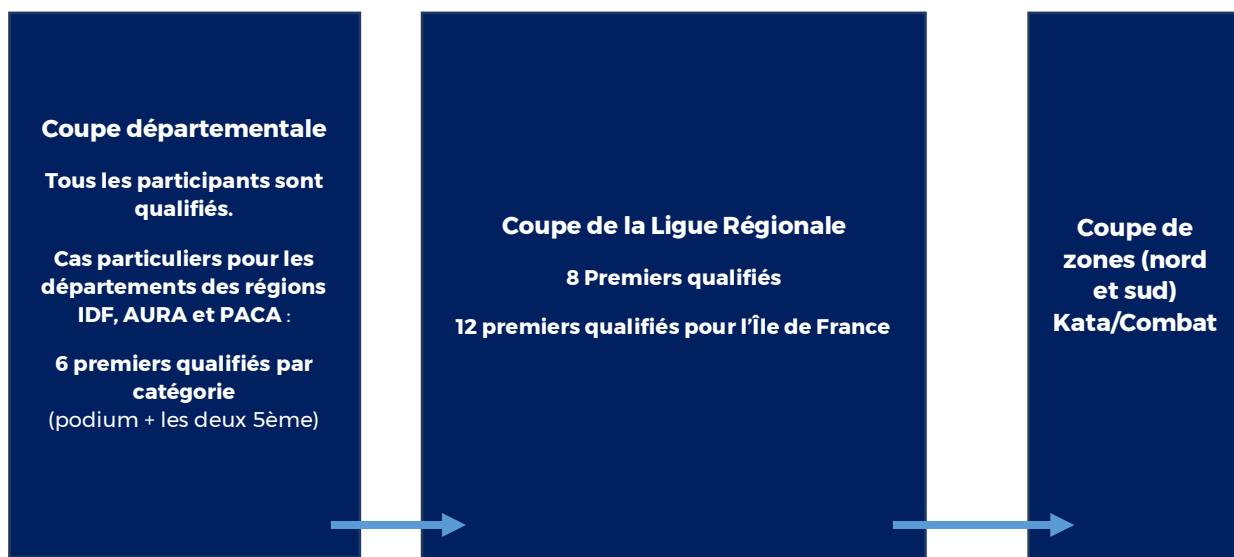 Coupe départementale
Tous les participants sont
qualifiés.
Cas particuliers pour les
départements des régions
IDF, AURA et PACA :
6 premiers qualifiés par
catégorie
(podium + les deux 5ème)
Coupe de la Ligue Régionale
8 Premiers qualifiés
12 premiers qualifiés pour l’Île de France
Coupe de
zones (nord
et sud)
Kata/Combat